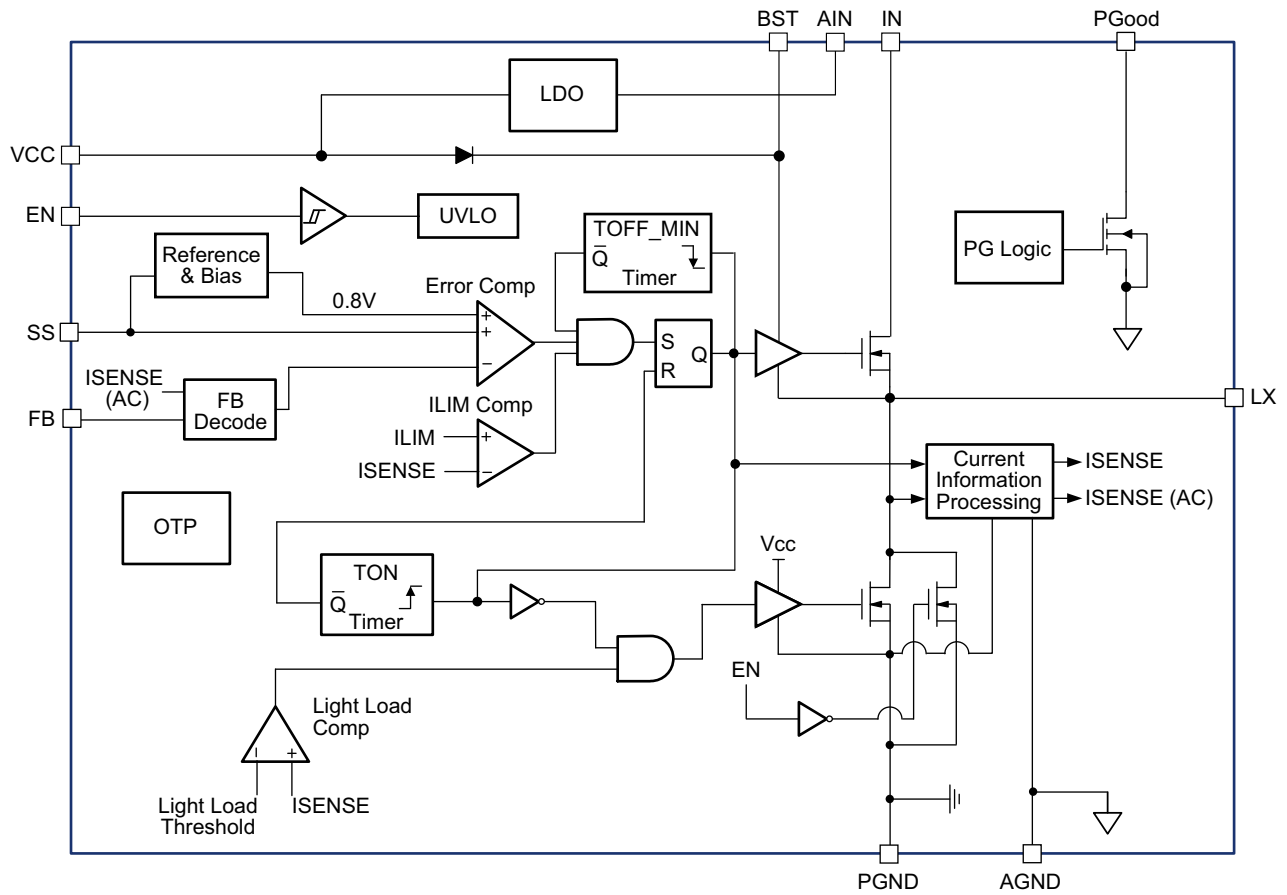 BST AIN IN PGood
LDO
VCC
EN
UVLO
TOFF_MIN
Q̅
Timer
PG Logic
Reference
& Bias
Error Comp
0.8V
+
+
−
SS
S
R
Q
ISENSE
(AC)
FB
Decode
FB
ILIM Comp
ILIM
ISENSE
+
−
LX
Current
Information
Processing
ISENSE
ISENSE (AC)
OTP
Vcc
TON
Q̅
Timer
EN
Light Load
Comp
− +
Light Load
Threshold
ISENSE
PGND AGND